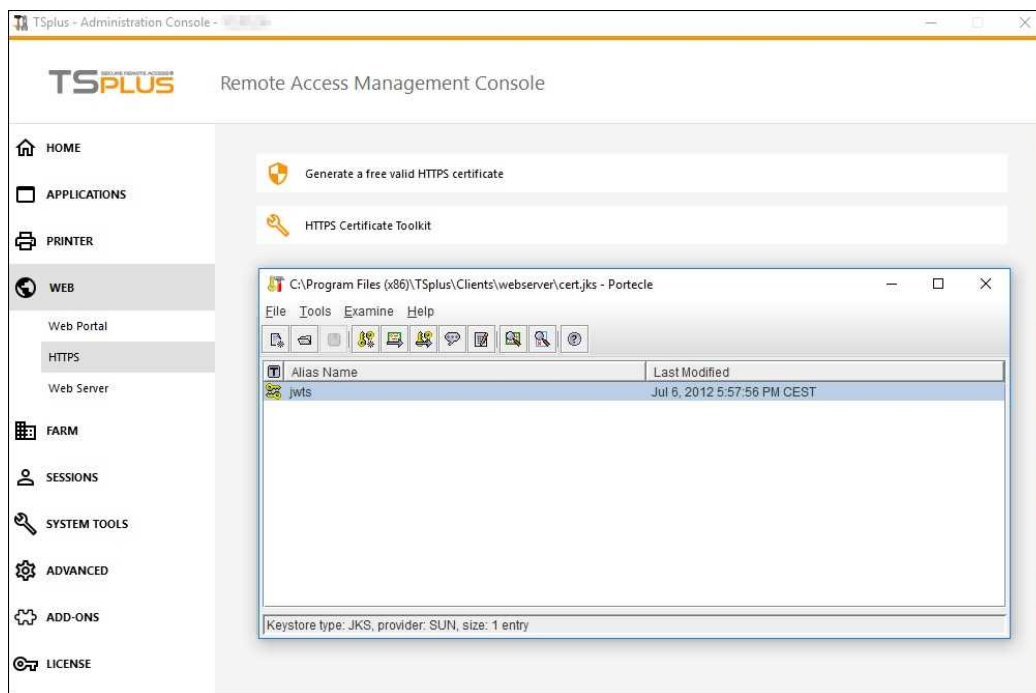 TSplus - Administration Console -
TSPLUS
SECURE REMOTE ACCESS
Remote Access Management Console
HOME
APPLICATIONS
PRINTER
WEB
Web Portal
HTTPS
Web Server
FARM
SESSIONS
SYSTEM TOOLS
ADVANCED
ADD-ONS
LICENSE
Generate a free valid HTTPS certificate
HTTPS Certificate Toolkit
C:\Program Files (x86)\TSplus\Clients\webserver\cert.jks - Portecle
File Tools Examine Help
T Alias Name Last Modified
jwts Jul 6, 2012 5:57:56 PM CEST
Keystore type: JKS, provider: SUN, size: 1 entry